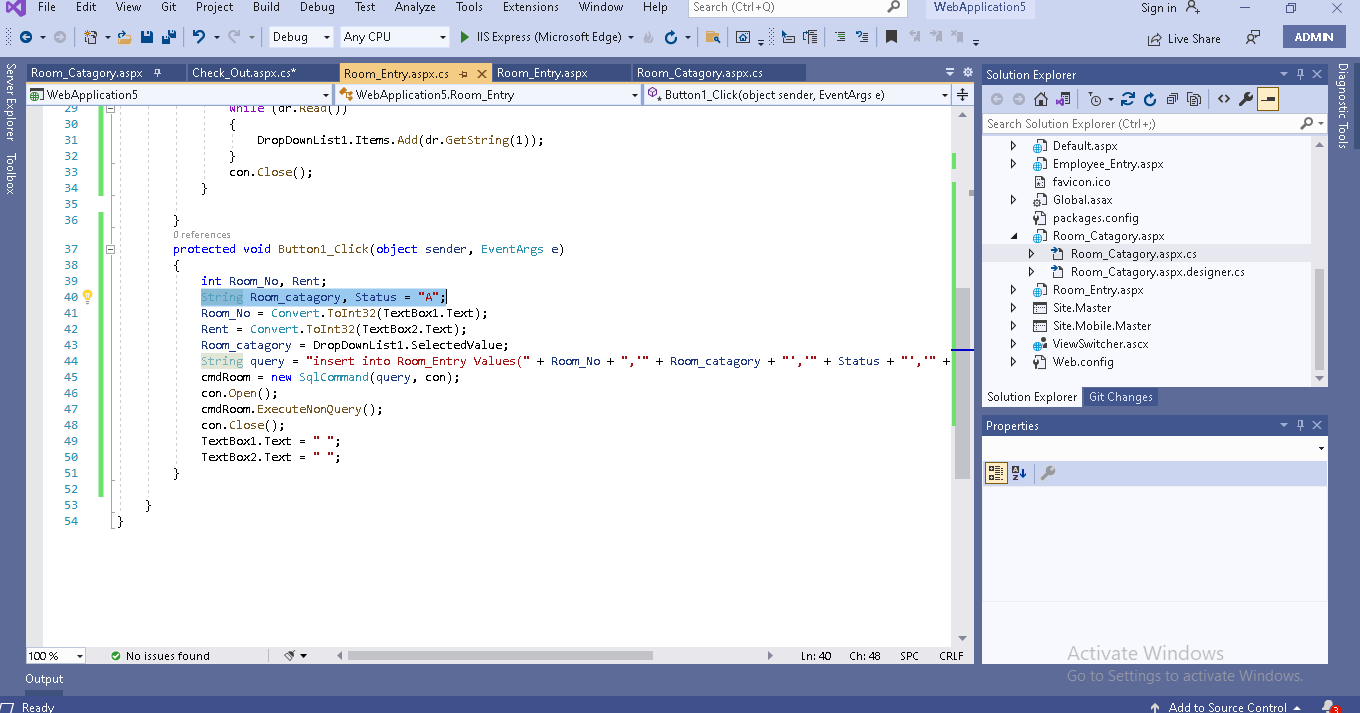 File Edit View Git Project Build Debug Test Analyze Tools Extensions Window Help Search (Ctrl+Q) WebApplication5 Sign in
Debug Any CPU IIS Express (Microsoft Edge) Live Share ADMIN
Server Explorer
Toolbox
Room_Catagory.aspx Check_Out.aspx.cs* Room_Entry.aspx.cs Room_Entry.aspx Room_Catagory.aspx.cs
WebApplication5 WebApplication5.Room_Entry Button1_Click(object sender, EventArgs e)
29 while (dr.Read())
30 {
31 DropDownList1.Items.Add(dr.GetString(1));
32 }
33 con.Close();
34 }
35
36 }
0 references
37 protected void Button1_Click(object sender, EventArgs e)
38 {
39 int Room_No, Rent;
40 String Room_catagory, Status = "A";
41 Room_No = Convert.ToInt32(TextBox1.Text);
42 Rent = Convert.ToInt32(TextBox2.Text);
43 Room_catagory = DropDownList1.SelectedValue;
44 String query = "insert into Room_Entry Values(" + Room_No + ",'" + Room_catagory + "','" + Status + "','" +
45 cmdRoom = new SqlCommand(query, con);
46 con.Open();
47 cmdRoom.ExecuteNonQuery();
48 con.Close();
49 TextBox1.Text = " ";
50 TextBox2.Text = " ";
51 }
52
53 }
54 }
100 % No issues found Ln: 40 Ch: 48 SPC CRLF
Output
Ready
Solution Explorer
Search Solution Explorer (Ctrl+;)
Default.aspx
Employee_Entry.aspx
favicon.ico
Global.asax
packages.config
Room_Catagory.aspx
Room_Catagory.aspx.cs
Room_Catagory.aspx.designer.cs
Room_Entry.aspx
Site.Master
Site.Mobile.Master
ViewSwitcher.ascx
Web.config
Solution Explorer Git Changes
Properties
Diagnostic Tools
Activate Windows
Go to Settings to activate Windows.
Add to Source Control 3